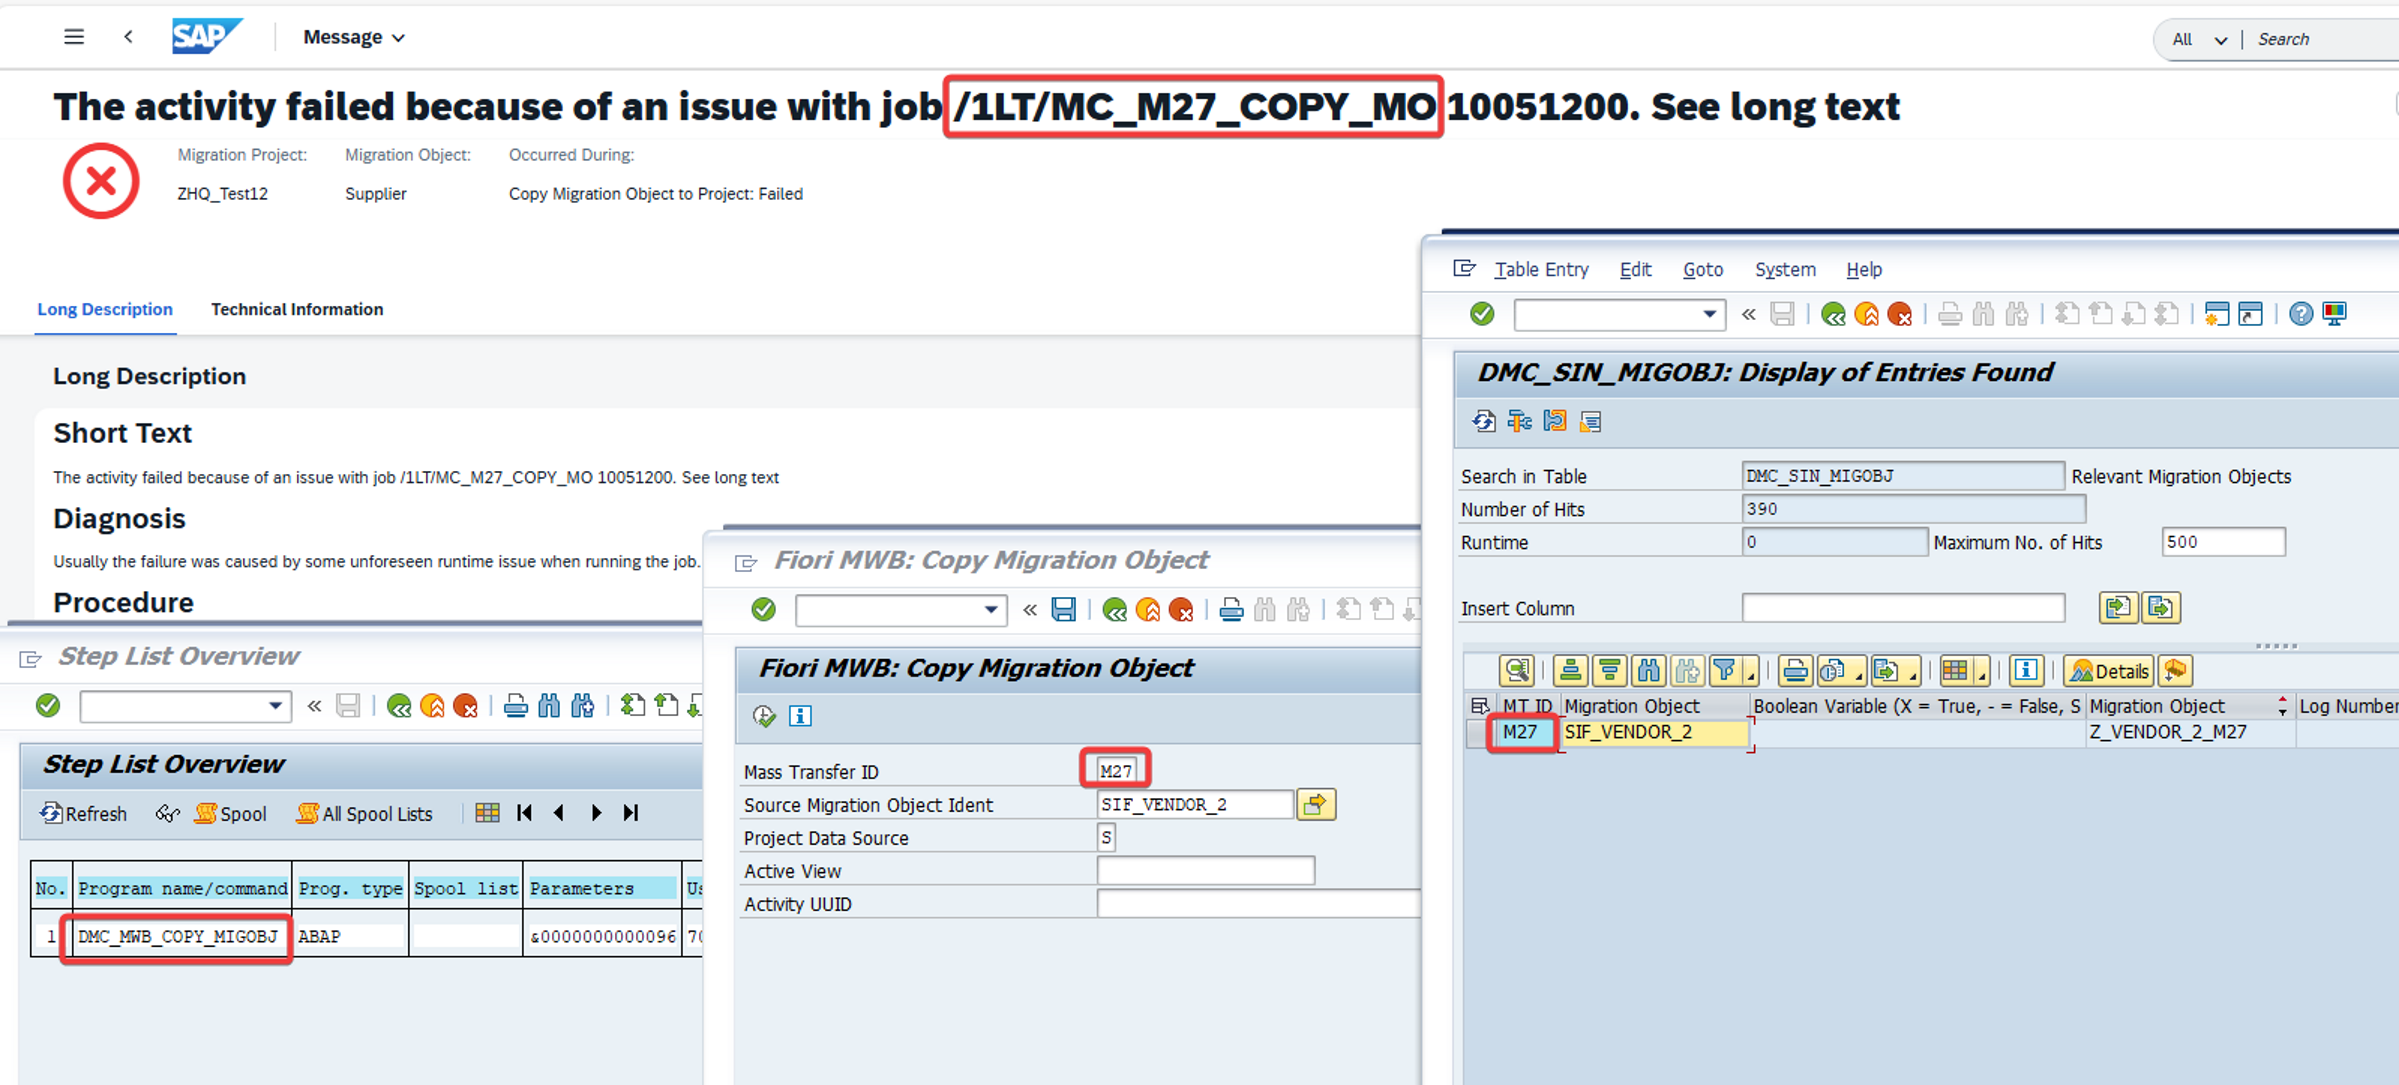 SAP
Message
All
Search
The activity failed because of an issue with job /1LT/MC_M27_COPY_MO 10051200. See long text
Migration Project: Migration Object: Occurred During:
ZHQ_Test12 Supplier Copy Migration Object to Project: Failed
Long Description Technical Information
Long Description
Short Text
The activity failed because of an issue with job /1LT/MC_M27_COPY_MO 10051200. See long text
Diagnosis
Usually the failure was caused by some unforeseen runtime issue when running the job.
Procedure
Step List Overview
Step List Overview
Refresh Spool All Spool Lists
No. Program name/command Prog. type Spool list Parameters Us
1 DMC_MWB_COPY_MIGOBJ ABAP &0000000000096 70
Fiori MWB: Copy Migration Object
Fiori MWB: Copy Migration Object
Mass Transfer ID M27
Source Migration Object Ident SIF_VENDOR_2
Project Data Source S
Active View
Activity UUID
Table Entry Edit Goto System Help
DMC_SIN_MIGOBJ: Display of Entries Found
Search in Table DMC_SIN_MIGOBJ Relevant Migration Objects
Number of Hits 390
Runtime 0 Maximum No. of Hits 500
Insert Column
Details
MT ID Migration Object Boolean Variable (X = True, - = False, S Migration Object Log Number
M27 SIF_VENDOR_2 Z_VENDOR_2_M27